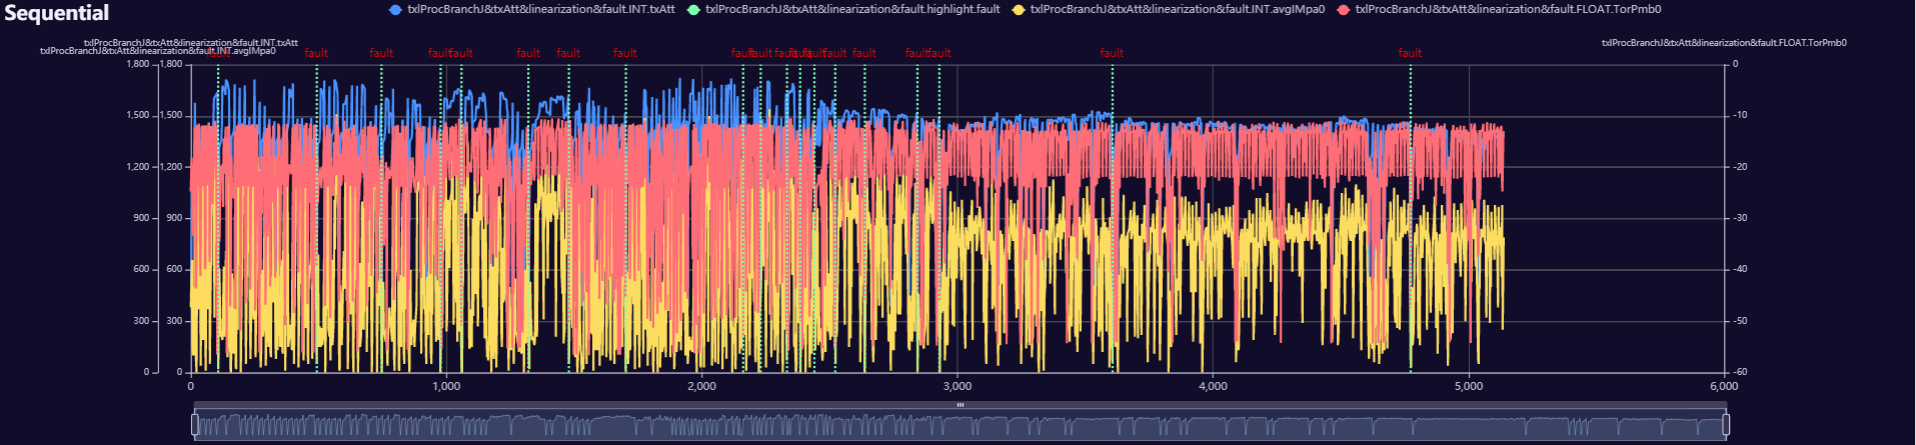 Sequential
txlProcBranchJ&txAtt&linearization&fault.INT.txAtt txlProcBranchJ&txAtt&linearization&fault.highlight.fault txlProcBranchJ&txAtt&linearization&fault.INT.avgIMpa0 txlProcBranchJ&txAtt&linearization&fault.FLOAT.TorPmb0
txlProcBranchJ&txAtt&linearization&fault.INT.txAtt txlProcBranchJ&txAtt&linearization&fault.FLOAT.TorPmb0
txlProcBranchJ&txAtt&linearization&fault.INT.avgIMpa0
fault fault fault fault fault fault fault fault fault fault fault fault fault fault fault fault fault fault fault
1,800 1,800 0
1,500 1,500 -10
1,200 1,200 -20
900 900 -30
600 600 -40
300 300 -50
0 0 -60
0 1,000 2,000 3,000 4,000 5,000 6,000